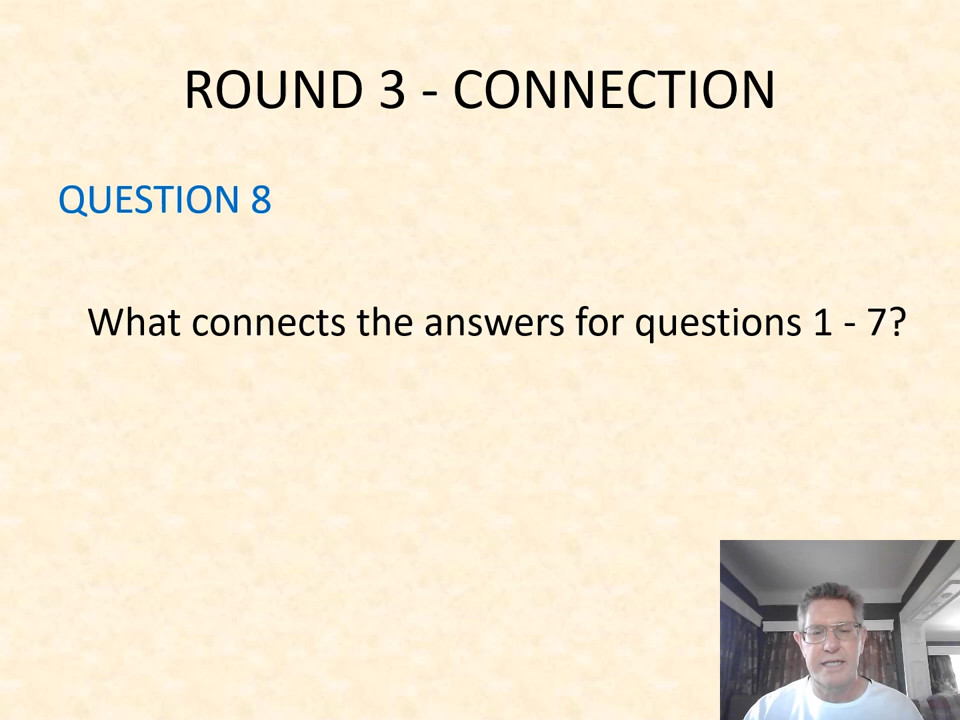 ROUND 3 - CONNECTION
QUESTION 8
What connects the answers for questions 1 - 7?